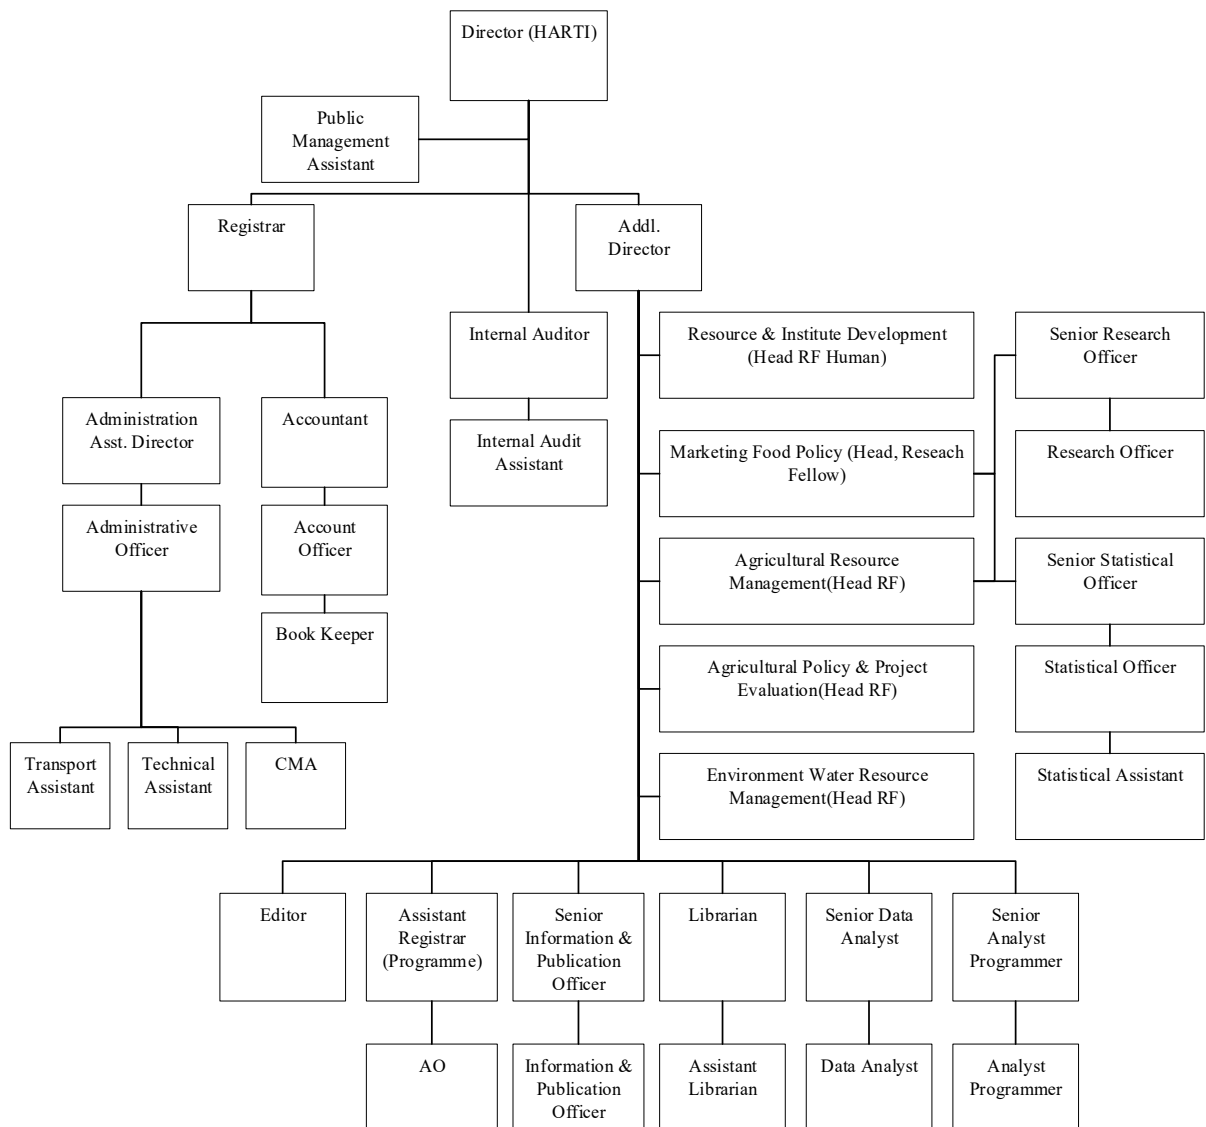 Director (HARTI)
Public
Management
Assistant
Registrar
Addl.
Director
Internal Auditor
Resource & Institute Development
(Head RF Human)
Senior Research
Officer
Administration
Asst. Director
Accountant
Internal Audit
Assistant
Marketing Food Policy (Head, Reseach
Fellow)
Research Officer
Administrative
Officer
Account
Officer
Agricultural Resource
Management(Head RF)
Senior Statistical
Officer
Book Keeper
Agricultural Policy & Project
Evaluation(Head RF)
Statistical Officer
Transport
Assistant
Technical
Assistant
CMA
Environment Water Resource
Management(Head RF)
Statistical Assistant
Editor
Assistant
Registrar
(Programme)
Senior
Information &
Publication
Officer
Librarian
Senior Data
Analyst
Senior
Analyst
Programmer
AO
Information &
Publication
Officer
Assistant
Librarian
Data Analyst
Analyst
Programmer